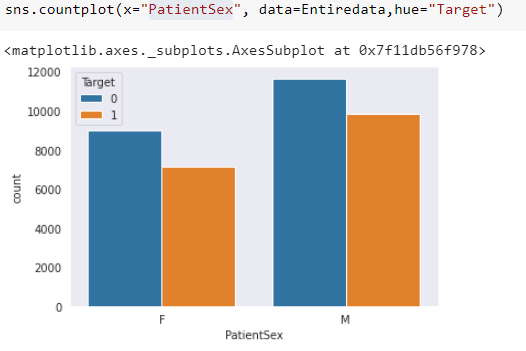 sns.countplot(x="PatientSex", data=Entiredata,hue="Target")
<matplotlib.axes._subplots.AxesSubplot at 0x7f11db56f978>
12000
10000
8000
6000
4000
2000
0
count
Target
0
1
F
M
PatientSex